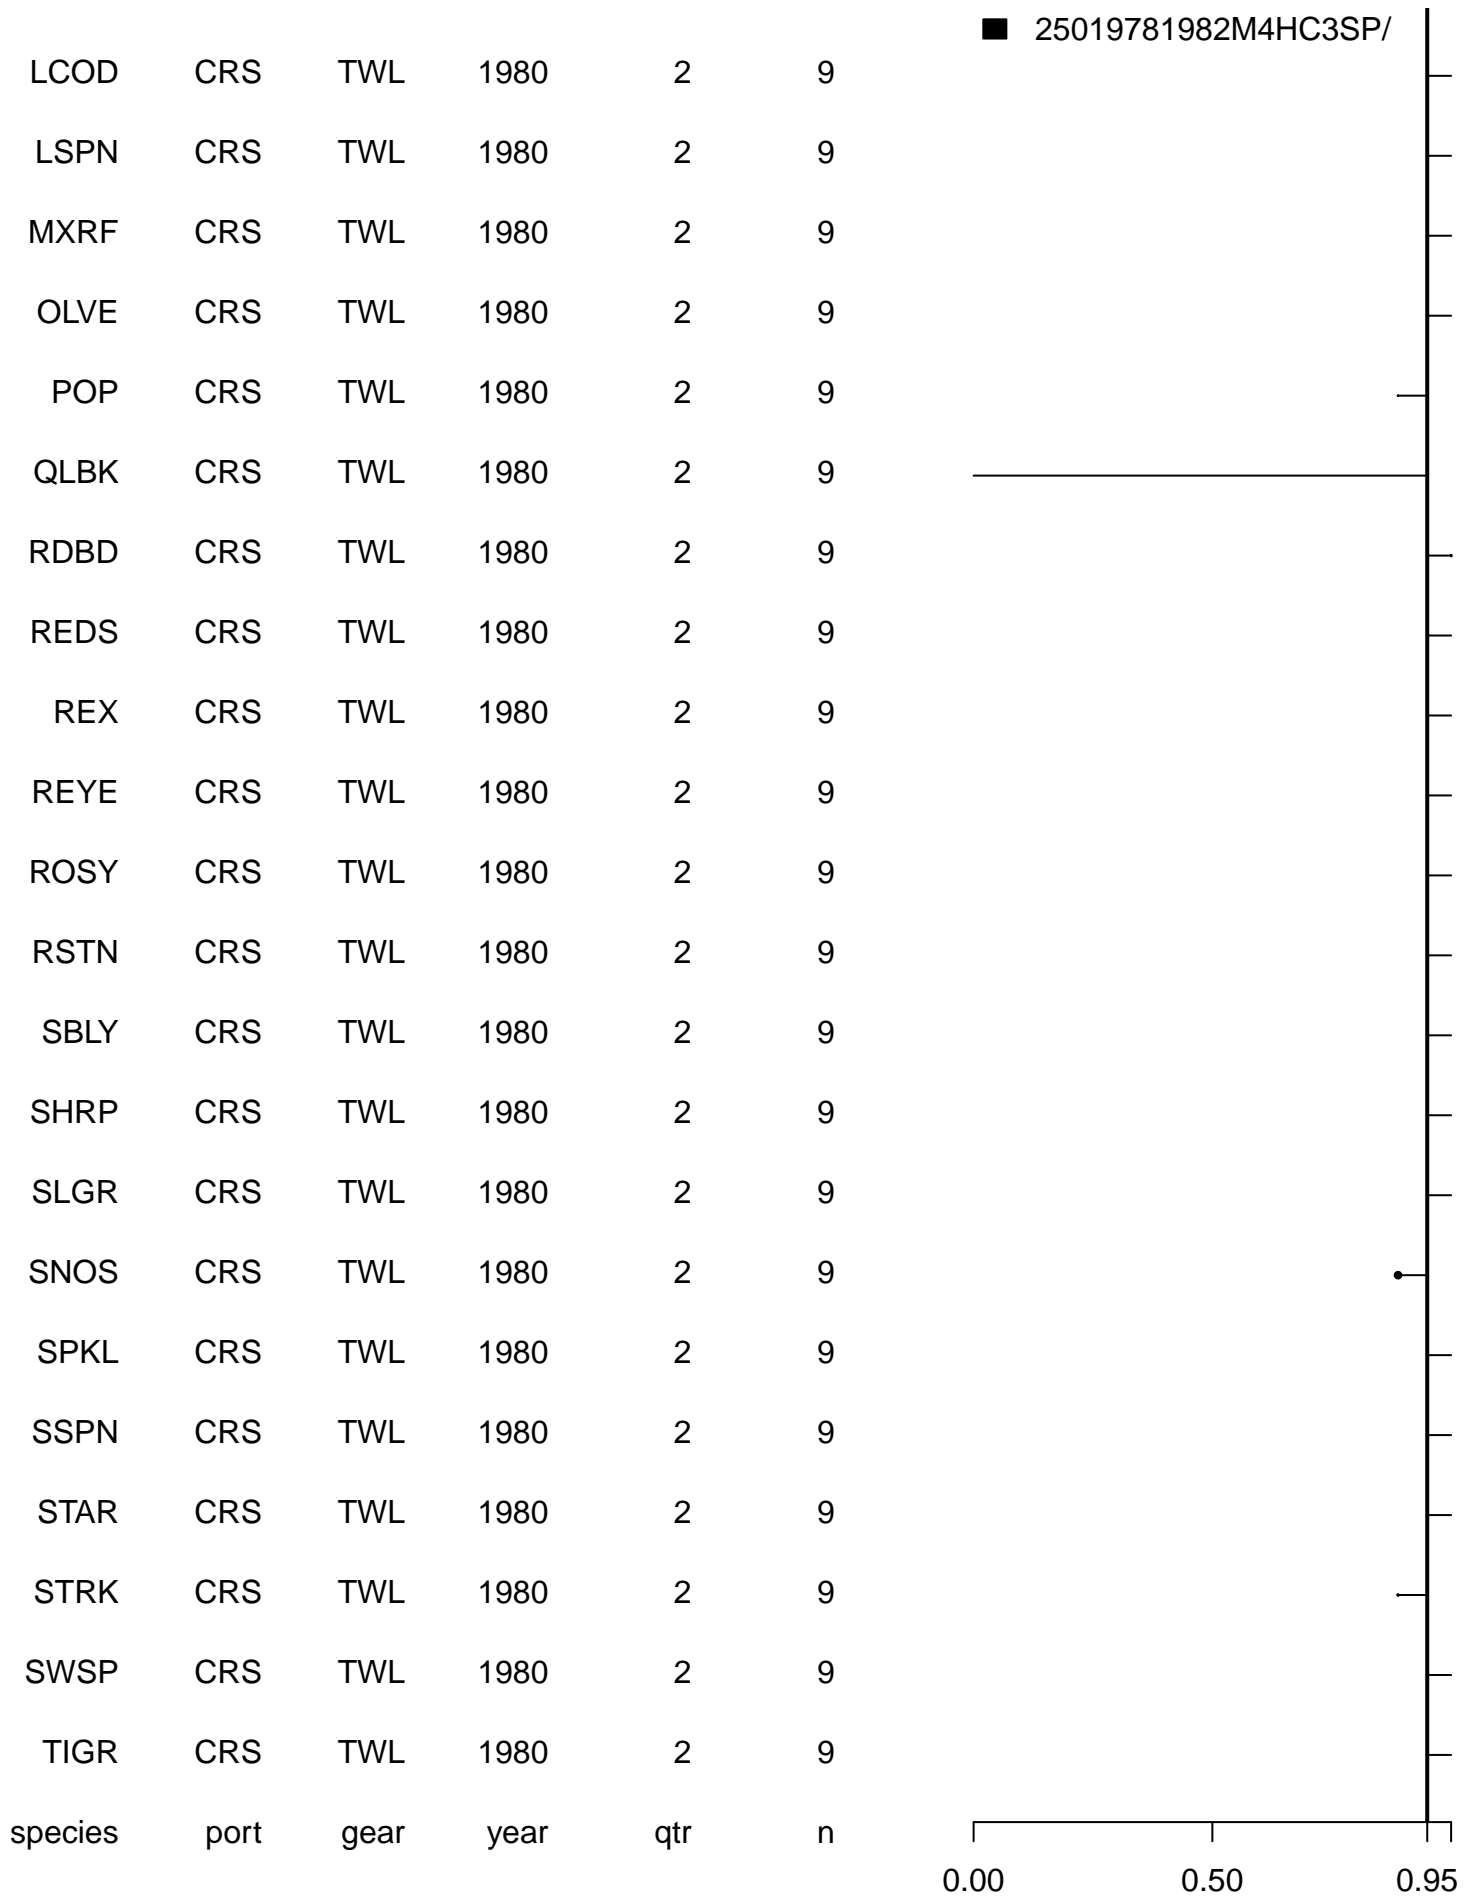 25019781982M4HC3SP/
LCOD CRS TWL 1980 2 9
LSPN CRS TWL 1980 2 9
MXRF CRS TWL 1980 2 9
OLVE CRS TWL 1980 2 9
POP CRS TWL 1980 2 9
QLBK CRS TWL 1980 2 9
RDBD CRS TWL 1980 2 9
REDS CRS TWL 1980 2 9
REX CRS TWL 1980 2 9
REYE CRS TWL 1980 2 9
ROSY CRS TWL 1980 2 9
RSTN CRS TWL 1980 2 9
SBLY CRS TWL 1980 2 9
SHRP CRS TWL 1980 2 9
SLGR CRS TWL 1980 2 9
SNOS CRS TWL 1980 2 9
SPKL CRS TWL 1980 2 9
SSPN CRS TWL 1980 2 9
STAR CRS TWL 1980 2 9
STRK CRS TWL 1980 2 9
SWSP CRS TWL 1980 2 9
TIGR CRS TWL 1980 2 9
species port gear year qtr n
0.00 0.50 0.95